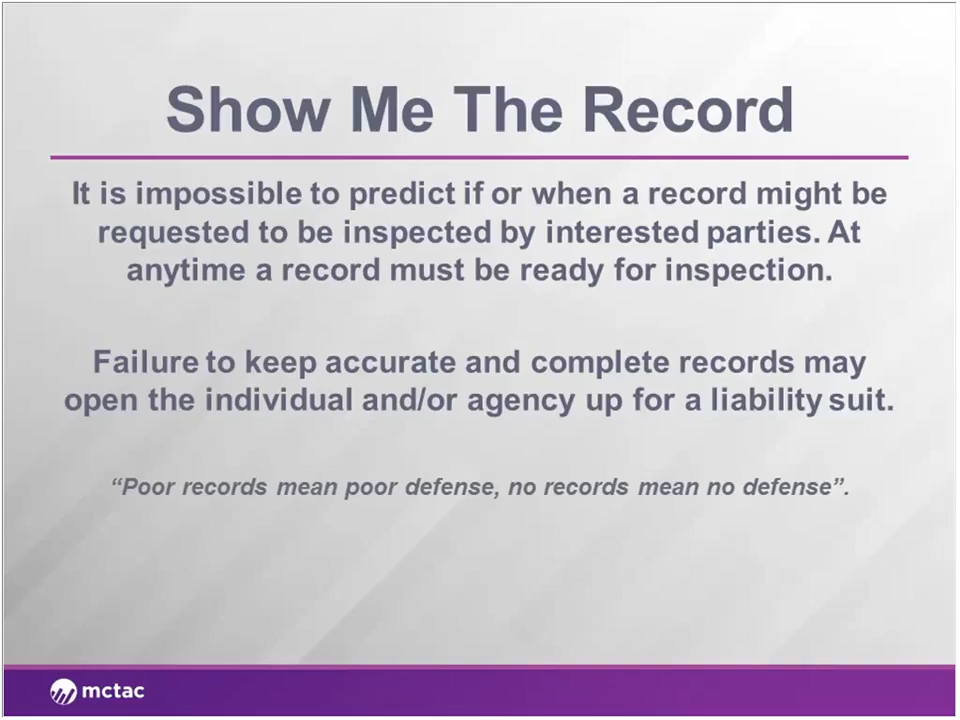 Show Me The Record
It is impossible to predict if or when a record might be
requested to be inspected by interested parties. At
anytime a record must be ready for inspection.
Failure to keep accurate and complete records may
open the individual and/or agency up for a liability suit.
“Poor records mean poor defense, no records mean no defense”.
mctac